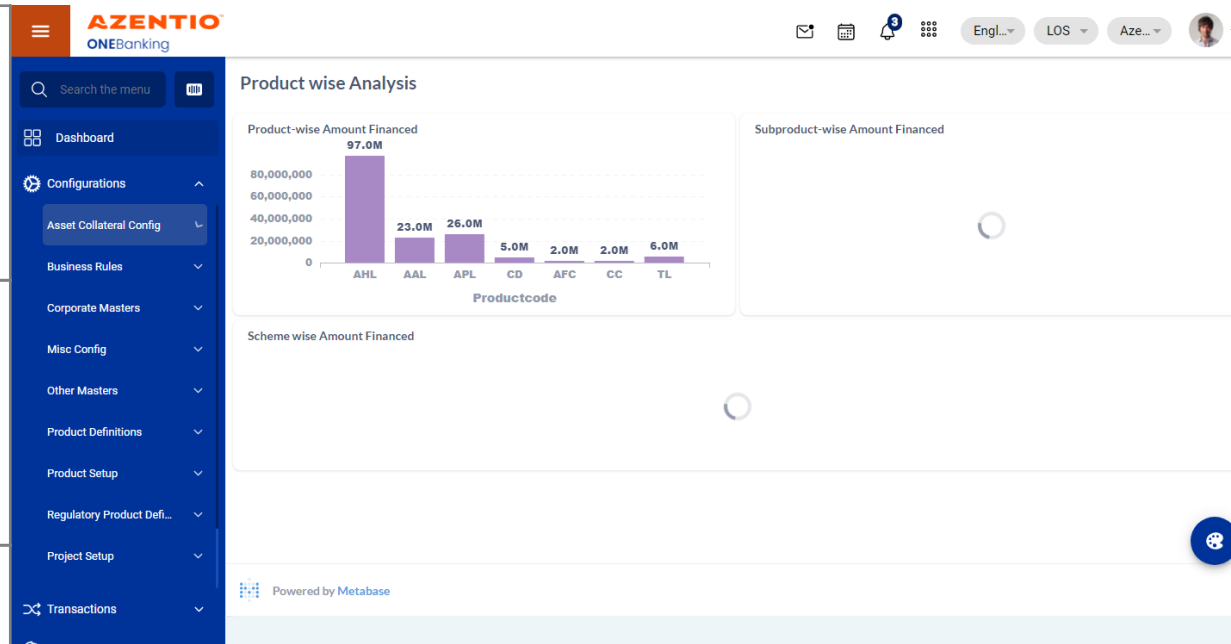 AZENTIO
ONEBanking
3
Engl...
LOS
Aze...
Search the menu
Dashboard
Configurations
Asset Collateral Config
Business Rules
Corporate Masters
Misc Config
Other Masters
Product Definitions
Product Setup
Regulatory Product Defi...
Project Setup
Transactions
Product wise Analysis
Product-wise Amount Financed
97.0M
80,000,000
60,000,000
40,000,000
23.0M 26.0M
20,000,000
5.0M 2.0M 2.0M 6.0M
0
AHL AAL APL CD AFC CC TL
Productcode
Subproduct-wise Amount Financed
Scheme wise Amount Financed
Powered by Metabase